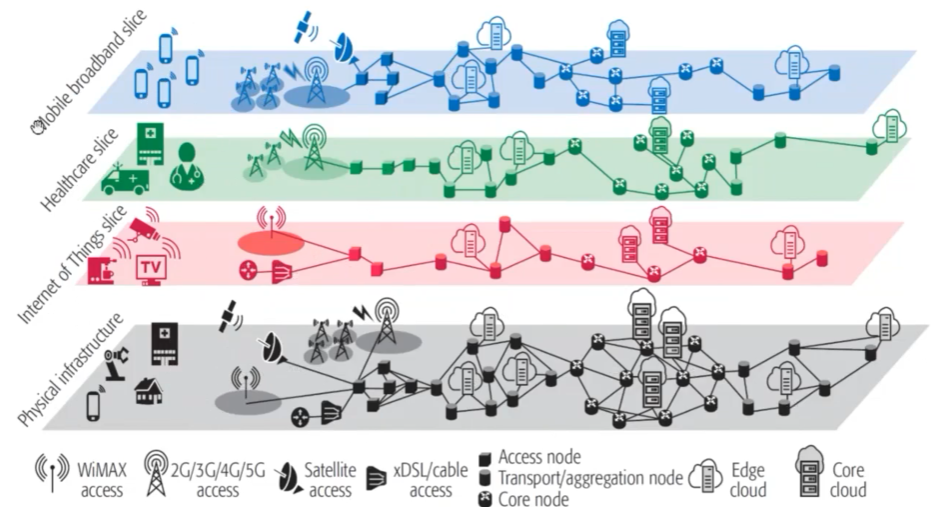 Mobile broadband slice
Healthcare slice
Internet of Things slice
TV
Physical infrastructure
WiMAX
access
2G/3G/4G/5G
access
Satellite
access
xDSL/cable
access
Access node
Transport/aggregation node
Core node
Edge
cloud
Core
cloud